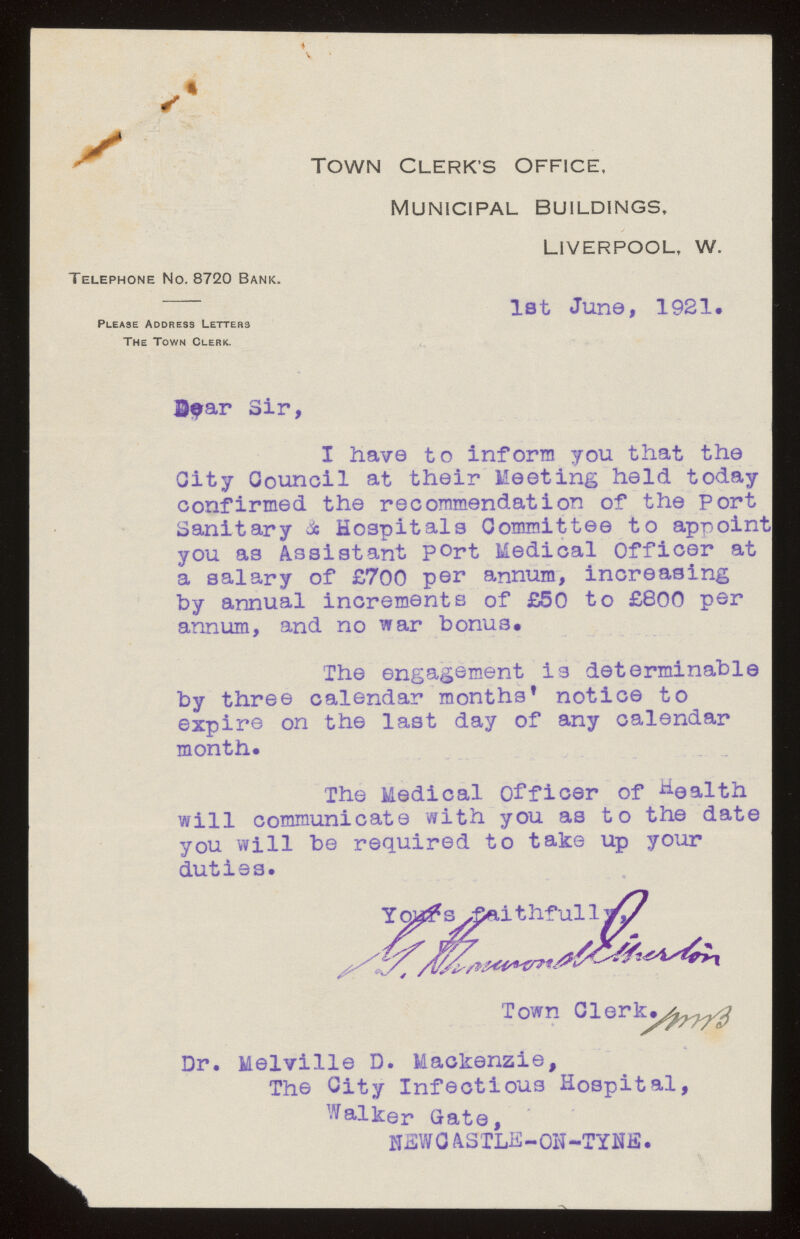 TOWN CLERK'S OFFICE,
MUNICIPAL BUILDINGS,
LIVERPOOL, W.
TELEPHONE NO. 8720 BANK.
PLEASE ADDRESS LETTERS
THE TOWN CLERK.
1st June, 1921.
Dear Sir,
I have to inform you that the
City Council at their Meeting held today
confirmed the recommendation of the Port
Sanitary & Hospitals Committee to appoint
you as Assistant Port Medical Officer at
a salary of £700 per annum, increasing
by annual increments of £50 to £800 per
annum, and no war bonus.
The engagement is determinable
by three calendar months' notice to
expire on the last day of any calendar
month.
The Medical Officer of Health
will communicate with you as to the date
you will be required to take up your
duties.
Yours faithfully,
Town Clerk.
Dr. Melville D. Mackenzie,
The City Infectious Hospital,
Walker Gate,
NEWCASTLE-ON-TYNE.